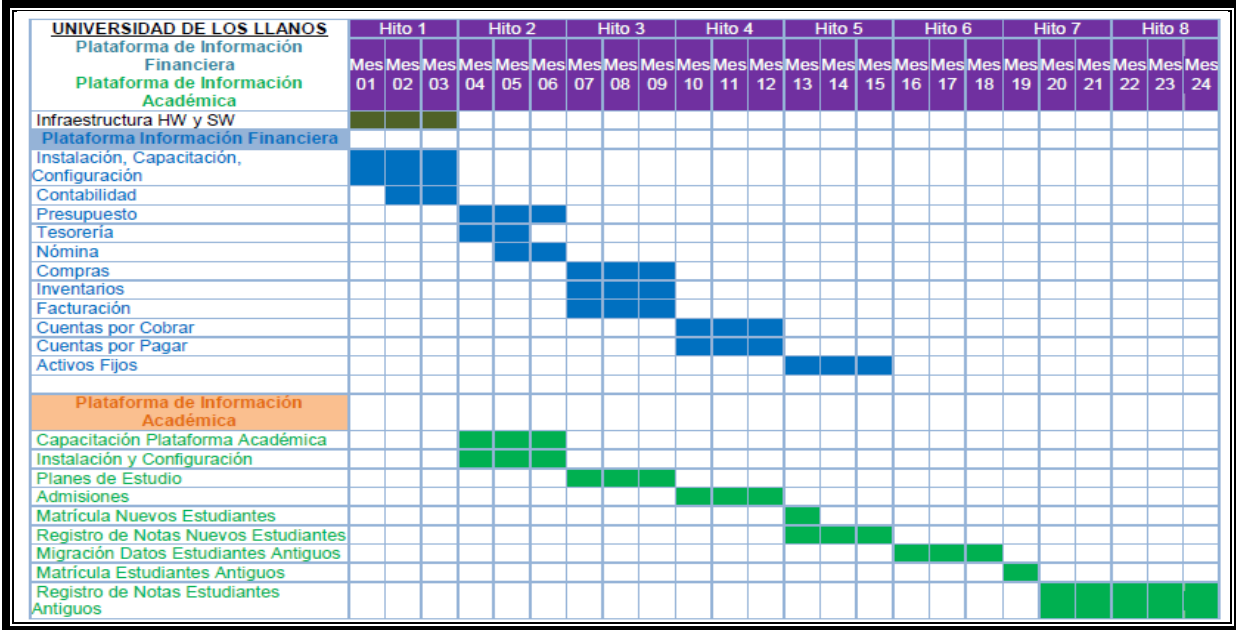 UNIVERSIDAD DE LOS LLANOS
Plataforma de Información
Financiera
Plataforma de Información
Académica
Hito 1 Hito 2 Hito 3 Hito 4 Hito 5 Hito 6 Hito 7 Hito 8
Mes Mes Mes Mes Mes Mes Mes Mes Mes Mes Mes Mes Mes Mes Mes Mes Mes Mes Mes Mes Mes Mes Mes Mes
01 02 03 04 05 06 07 08 09 10 11 12 13 14 15 16 17 18 19 20 21 22 23 24
Infraestructura HW y SW
Plataforma Información Financiera
Instalación, Capacitación,
Configuración
Contabilidad
Presupuesto
Tesorería
Nómina
Compras
Inventarios
Facturación
Cuentas por Cobrar
Cuentas por Pagar
Activos Fijos
Plataforma de Información
Académica
Capacitación Plataforma Académica
Instalación y Configuración
Planes de Estudio
Admisiones
Matrícula Nuevos Estudiantes
Registro de Notas Nuevos Estudiantes
Migración Datos Estudiantes Antiguos
Matrícula Estudiantes Antiguos
Registro de Notas Estudiantes
Antiguos